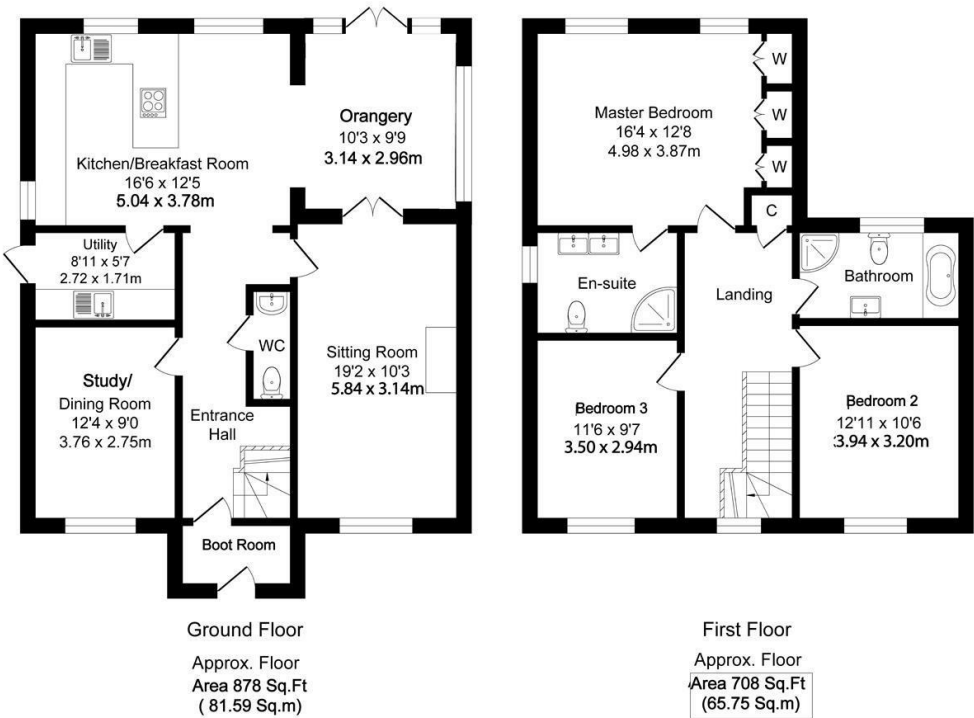 Kitchen/Breakfast Room
16'6 x 12'5
5.04 x 3.78m
Orangery
10'3 x 9'9
3.14 x 2.96m
Utility
8'11 x 5'7
2.72 x 1.71m
WC
Sitting Room
19'2 x 10'3
5.84 x 3.14m
Study/
Dining Room
12'4 x 9'0
3.76 x 2.75m
Entrance
Hall
Boot Room
Ground Floor
Approx. Floor
Area 878 Sq.Ft
( 81.59 Sq.m)
Master Bedroom
16'4 x 12'8
4.98 x 3.87m
W
W
W
C
En-suite
Landing
Bathroom
Bedroom 3
11'6 x 9'7
3.50 x 2.94m
Bedroom 2
12'11 x 10'6
3.94 x 3.20m
First Floor
Approx. Floor
Area 708 Sq.Ft
(65.75 Sq.m)